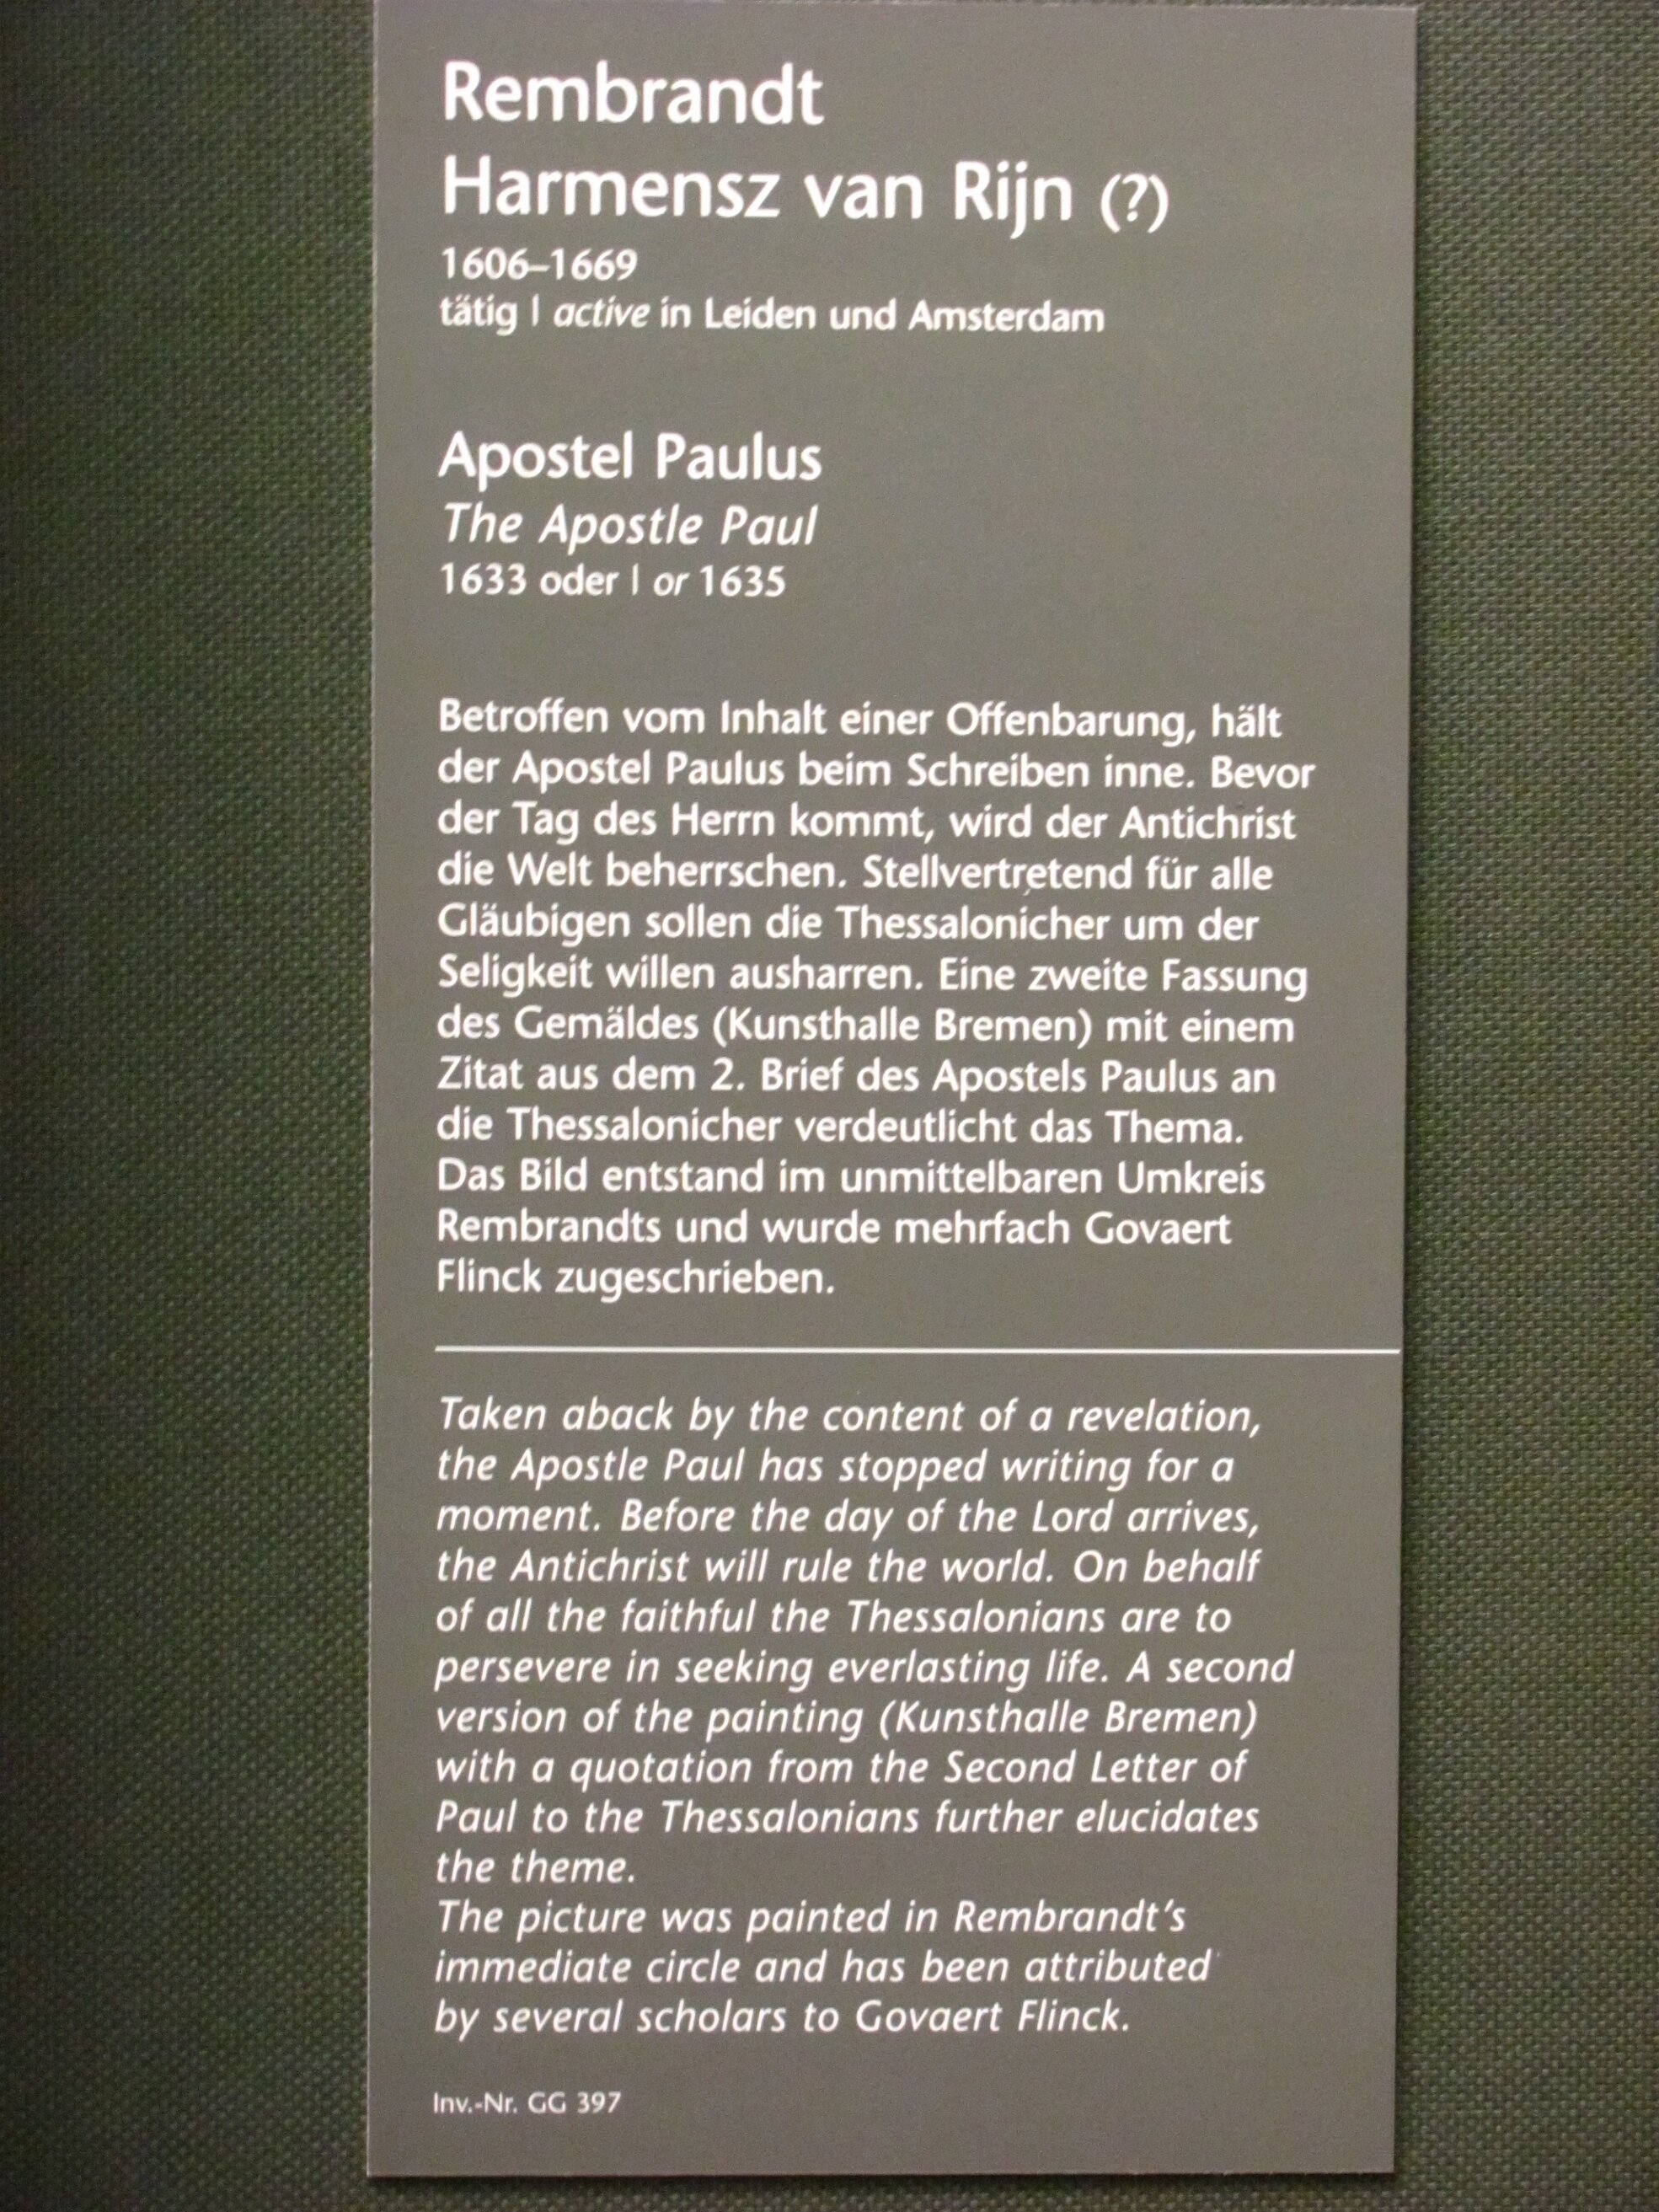 Rembrandt
Harmensz van Rijn (?)
1606–1669
tätig | active in Leiden und Amsterdam
Apostel Paulus
The Apostle Paul
1633 oder | or 1635
Betroffen vom Inhalt einer Offenbarung, hält
der Apostel Paulus beim Schreiben inne. Bevor
der Tag des Herrn kommt, wird der Antichrist
die Welt beherrschen. Stellvertretend für alle
Gläubigen sollen die Thessalonicher um der
Seligkeit willen ausharren. Eine zweite Fassung
des Gemäldes (Kunsthalle Bremen) mit einem
Zitat aus dem 2. Brief des Apostels Paulus an
die Thessalonicher verdeutlicht das Thema.
Das Bild entstand im unmittelbaren Umkreis
Rembrandts und wurde mehrfach Govaert
Flinck zugeschrieben.
Taken aback by the content of a revelation,
the Apostle Paul has stopped writing for a
moment. Before the day of the Lord arrives,
the Antichrist will rule the world. On behalf
of all the faithful the Thessalonians are to
persevere in seeking everlasting life. A second
version of the painting (Kunsthalle Bremen)
with a quotation from the Second Letter of
Paul to the Thessalonians further elucidates
the theme.
The picture was painted in Rembrandt's
immediate circle and has been attributed
by several scholars to Govaert Flinck.
Inv.-Nr. GG 397